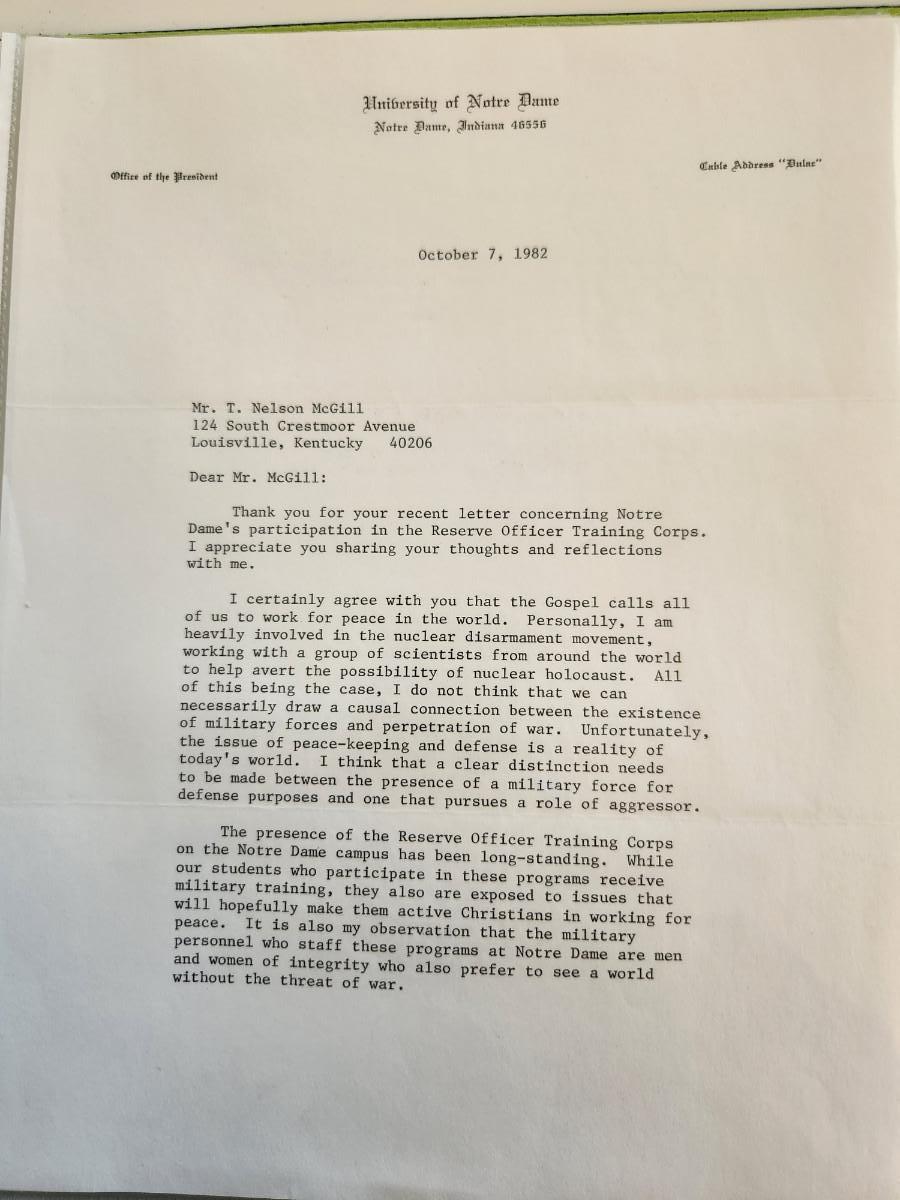 University of Notre Dame
Notre Dame, Indiana 46556
Cable Address "Dulac"
Office of the President
October 7, 1982
Mr. T. Nelson McGill
124 South Crestmoor Avenue
Louisville, Kentucky 40206
Dear Mr. McGill:
Thank you for your recent letter concerning Notre
Dame's participation in the Reserve Officer Training Corps.
I appreciate you sharing your thoughts and reflections
with me.
I certainly agree with you that the Gospel calls all
of us to work for peace in the world. Personally, I am
heavily involved in the nuclear disarmament movement,
working with a group of scientists from around the world
to help avert the possibility of nuclear holocaust. All
of this being the case, I do not think that we can
necessarily draw a causal connection between the existence
of military forces and perpetration of war. Unfortunately,
the issue of peace-keeping and defense is a reality of
today's world. I think that a clear distinction needs
to be made between the presence of a military force for
defense purposes and one that pursues a role of aggressor.
The presence of the Reserve Officer Training Corps
on the Notre Dame campus has been long-standing. While
our students who participate in these programs receive
military training, they also are exposed to issues that
will hopefully make them active Christians in working for
peace. It is also my observation that the military
personnel who staff these programs at Notre Dame are men
and women of integrity who also prefer to see a world
without the threat of war.